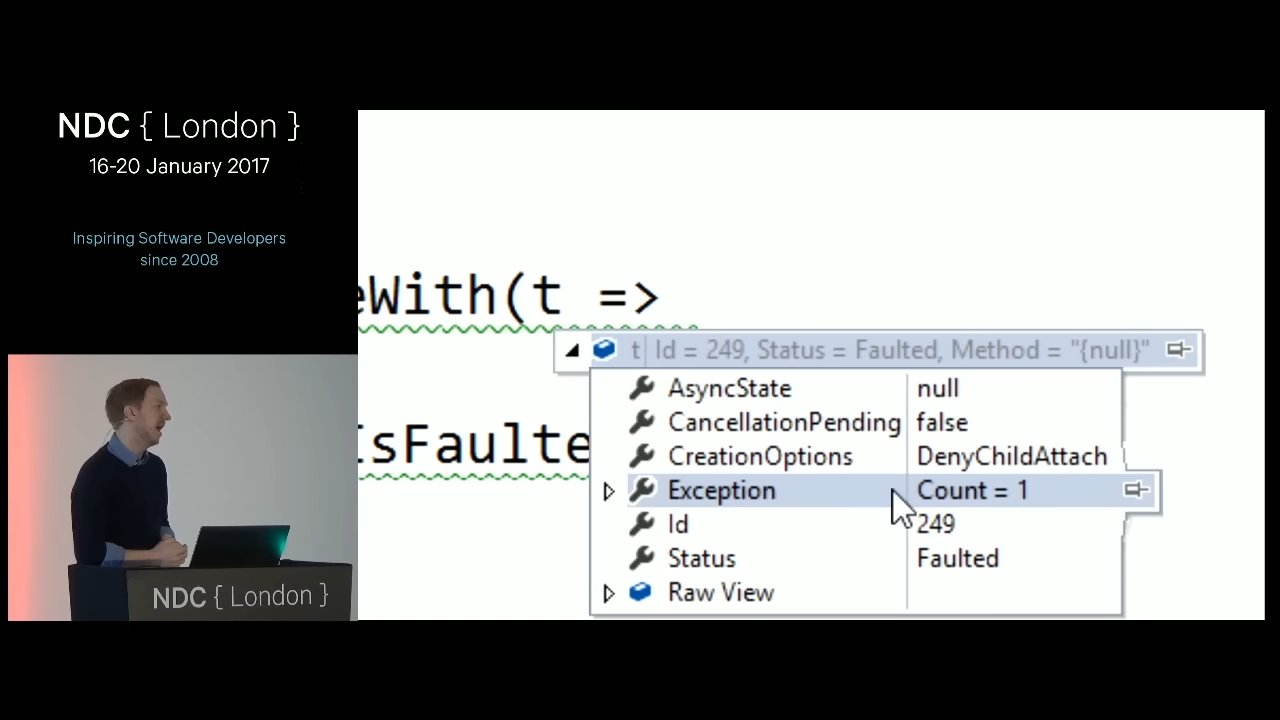 NDC { London }
16-20 January 2017
Inspiring Software Developers
since 2008
eWith(t =>
t Id = 249, Status = Faulted, Method = "{null}"
AsyncState null
CancellationPending false
CreationOptions DenyChildAttach
IsFaulte
Exception Count = 1
Id 249
Status Faulted
Raw View
NDC { London }